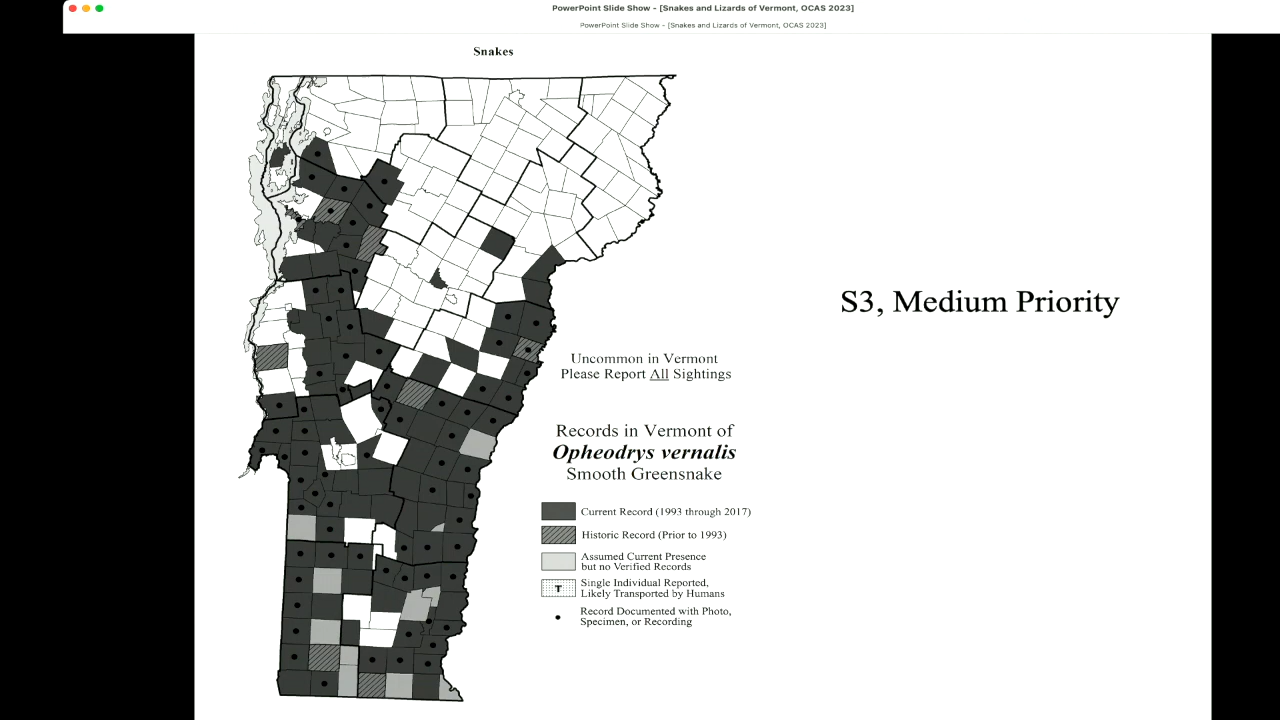 PowerPoint Slide Show - [Snakes and Lizards of Vermont, OCAS 2023]
PowerPoint Slide Show - [Snakes and Lizards of Vermont, OCAS 2023]
Snakes
S3, Medium Priority
Uncommon in Vermont
Please Report All Sightings
Records in Vermont of
Opheodrys vernalis
Smooth Greensnake
Current Record (1993 through 2017)
Historic Record (Prior to 1993)
Assumed Current Presence
but no Verified Records
T
Single Individual Reported,
Likely Transported by Humans
Record Documented with Photo,
Specimen, or Recording